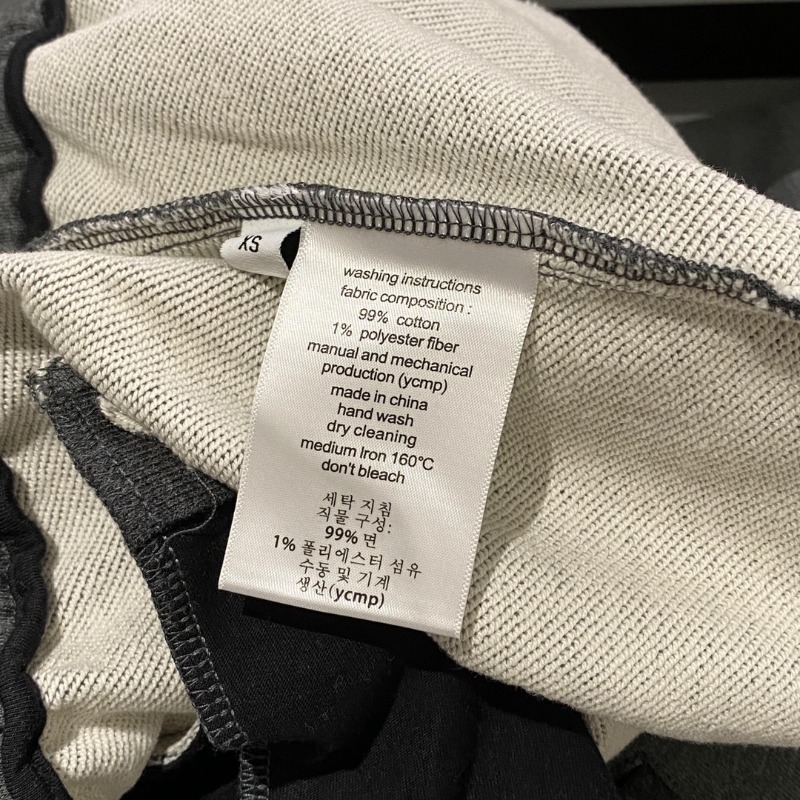 XS
washing instructions
fabric composition :
99% cotton
1% polyester fiber
manual and mechanical
production (ycmp)
made in china
hand wash
dry cleaning
medium Iron 160°C
don't bleach
세탁 지침
직물 구성:
99% 면
1% 폴리에스터 섬유
수동 및 기계
생산(ycmp)